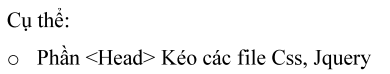 Cụ thể:
o Phần <Head> Kéo các file Css, Jquery